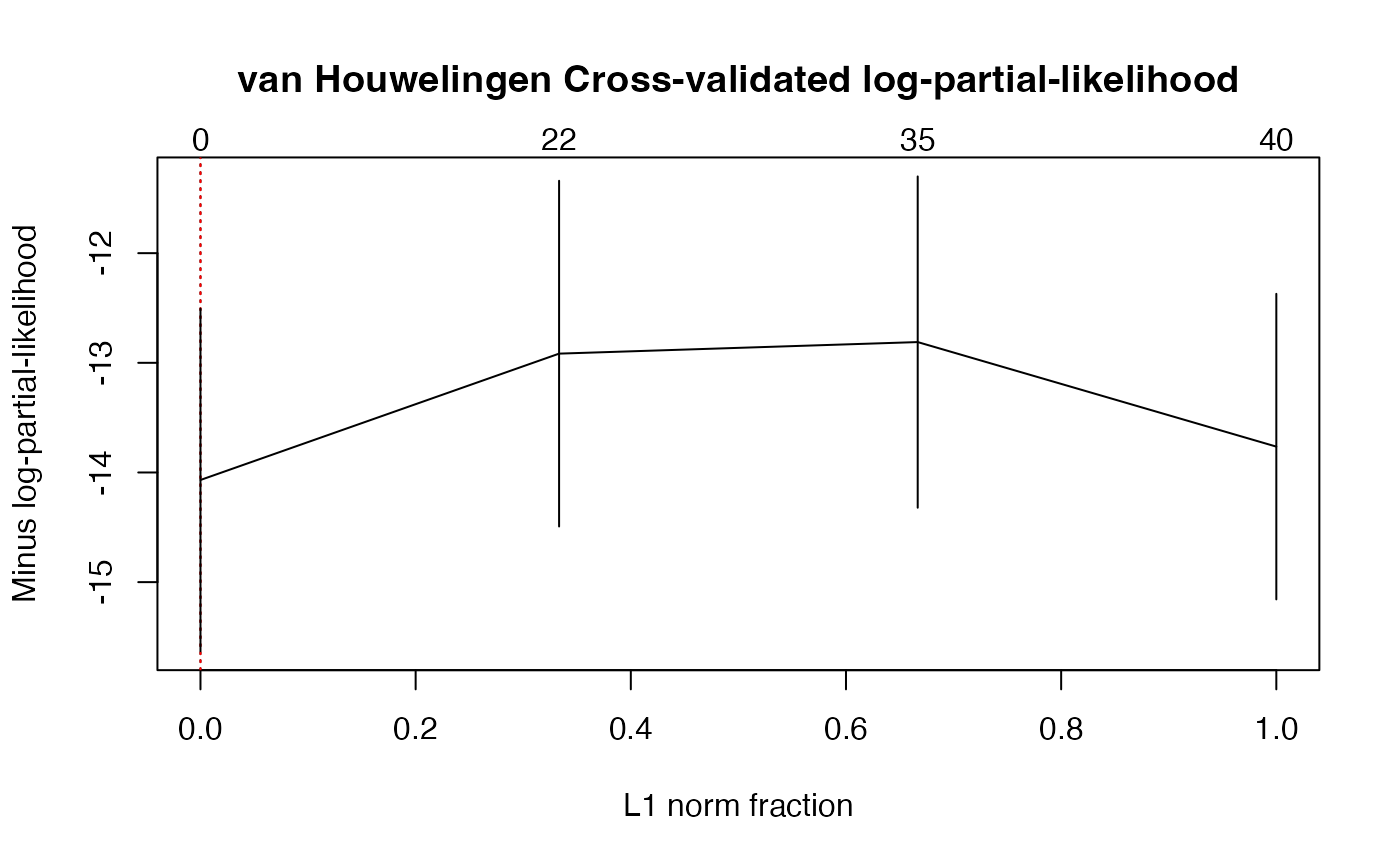 van Houwelingen Cross-validated log-partial-likelihood
0 22 35 40
Minus log-partial-likelihood
-12
-13
-14
-15
0.0 0.2 0.4 0.6 0.8 1.0
L1 norm fraction